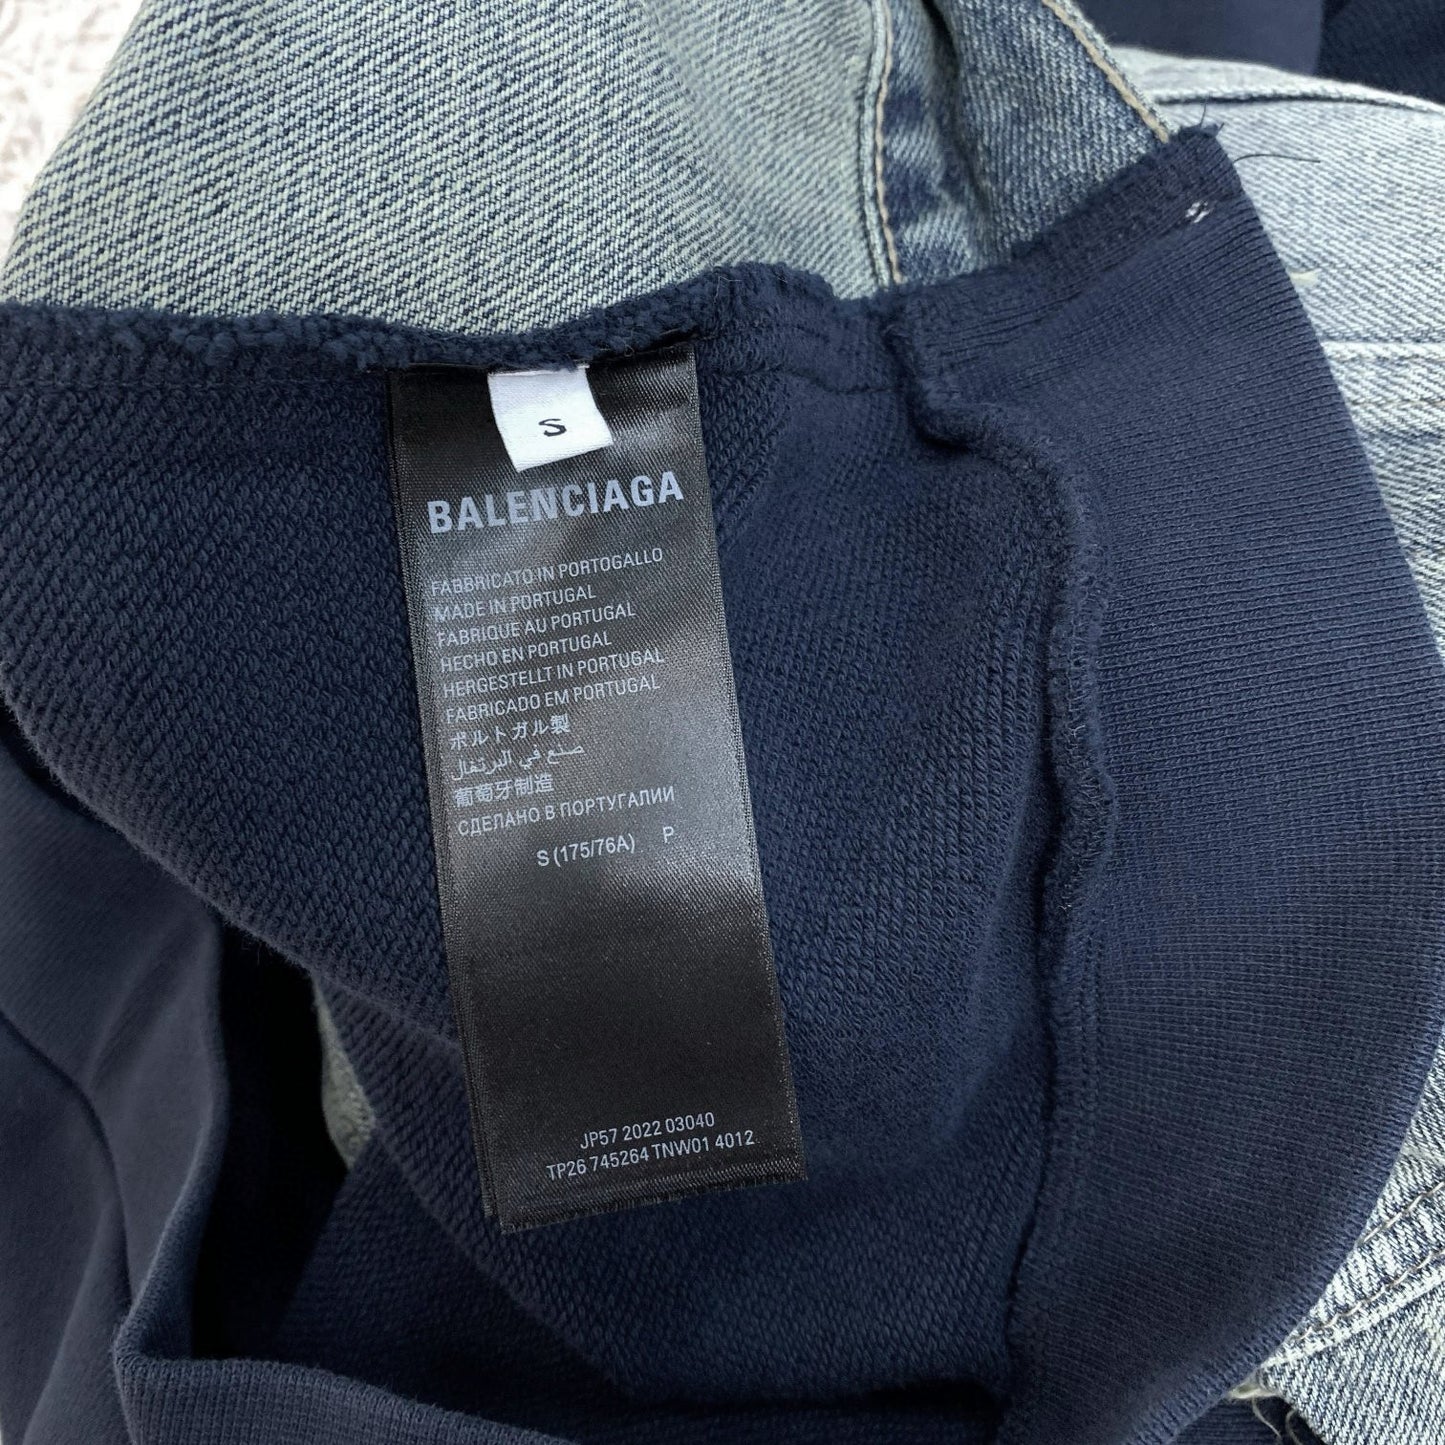 S
BALENCIAGA
FABBRICATO IN PORTOGALLO
MADE IN PORTUGAL
FABRIQUE AU PORTUGAL
HECHO EN PORTUGAL
HERGESTELLT IN PORTUGAL
FABRICADO EM PORTUGAL
ポルトガル製
صنع في البرتغال
葡萄牙制造
СДЕЛАНО В ПОРТУГАЛИИ
S (175/76A) P
JP57 2022 03040
TP26 745264 TNW01 4012